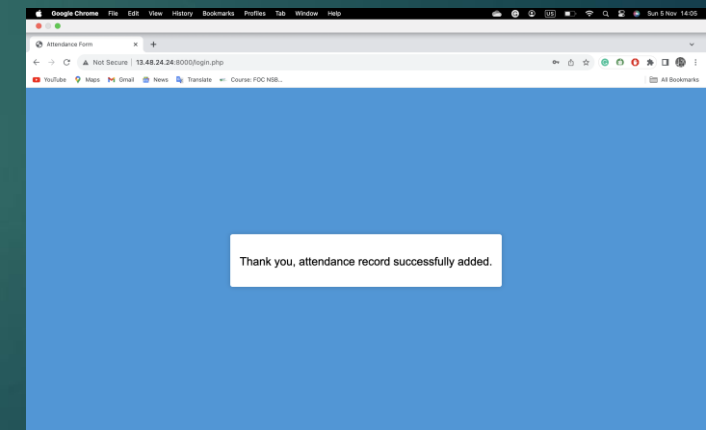 Google Chrome File Edit View History Bookmarks Profiles Tab Window Help US Sun 5 Nov 14:05
Attendance Form
Not Secure 13.48.24.24:8000/login.php
YouTube Maps Gmail News Translate Course: FOC NSB... All Bookmarks
Thank you, attendance record successfully added.